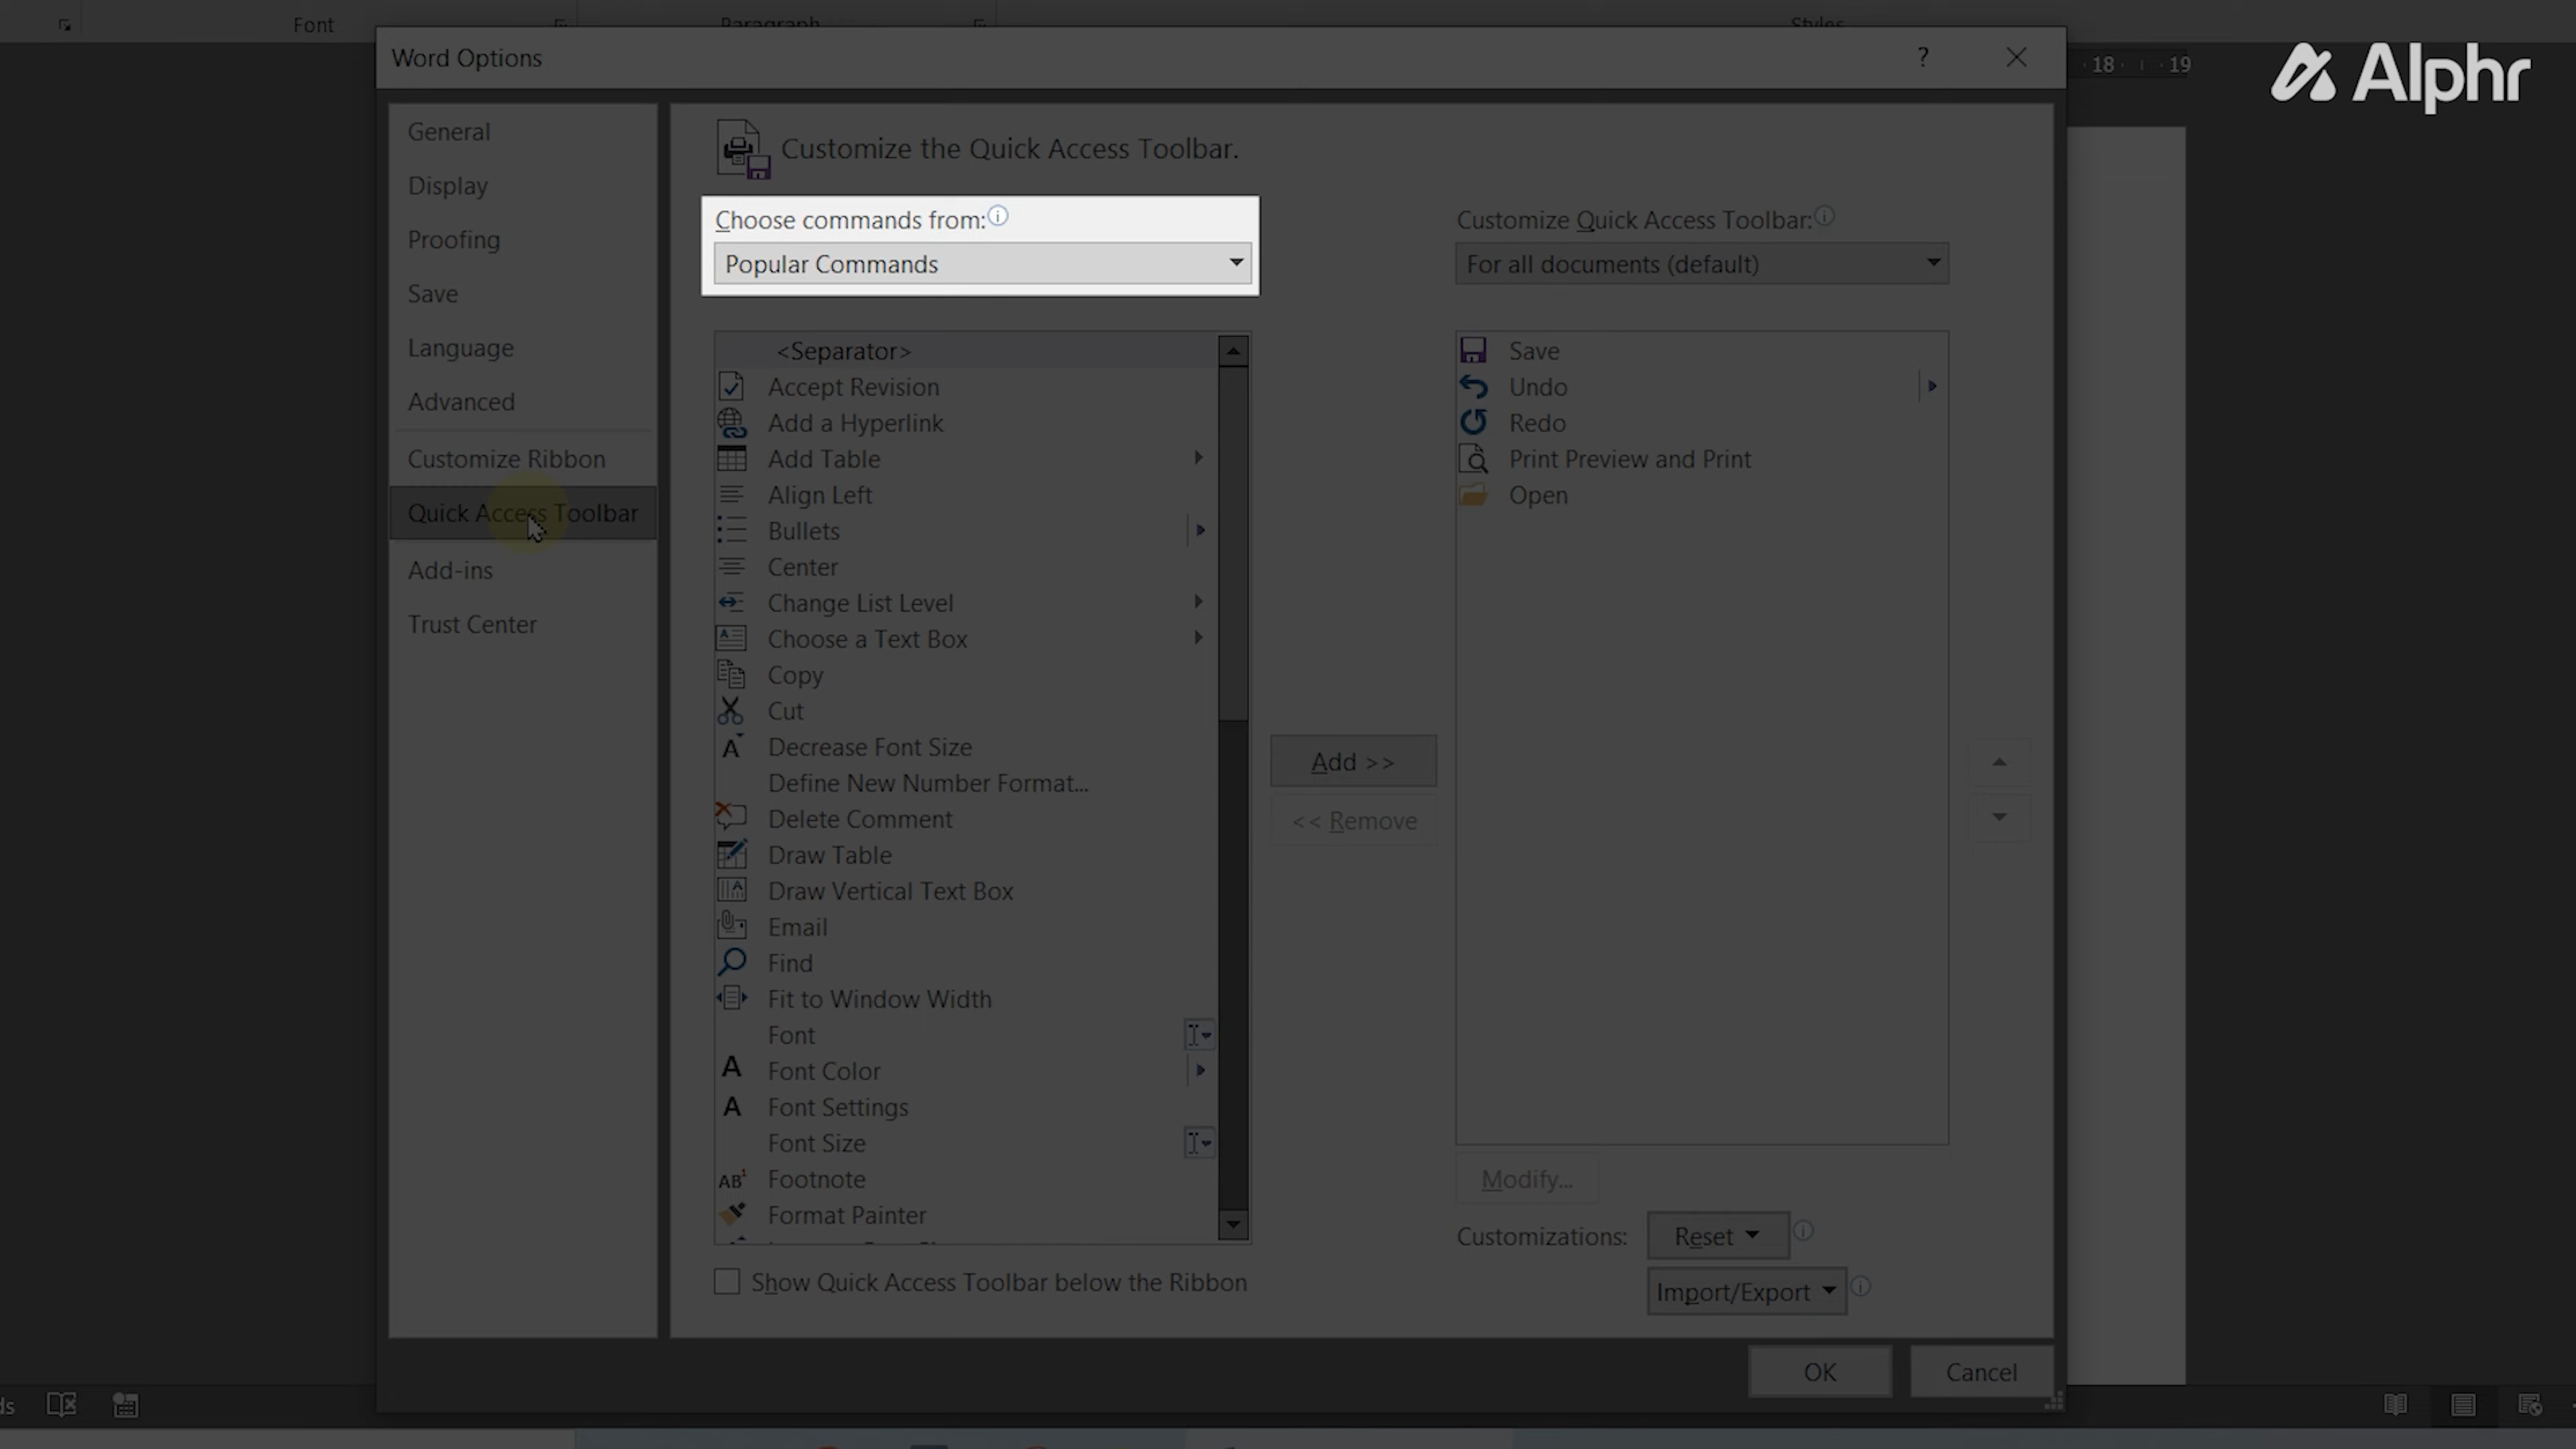 Font
Paragraph
Styles
Word Options
?
18
19
Alphr
General
Display
Proofing
Save
Language
Advanced
Customize Ribbon
Quick Access Toolbar
Add-ins
Trust Center
Customize the Quick Access Toolbar.
Choose commands from:
Popular Commands
<Separator>
Accept Revision
Add a Hyperlink
Add Table
Align Left
Bullets
Center
Change List Level
Choose a Text Box
Copy
Cut
Decrease Font Size
Define New Number Format...
Delete Comment
Draw Table
Draw Vertical Text Box
Email
Find
Fit to Window Width
Font
Font Color
Font Settings
Font Size
Footnote
Format Painter
Show Quick Access Toolbar below the Ribbon
Add >>
<< Remove
Customize Quick Access Toolbar:
For all documents (default)
Save
Undo
Redo
Print Preview and Print
Open
Modify...
Customizations:
Reset
Import/Export
OK
Cancel